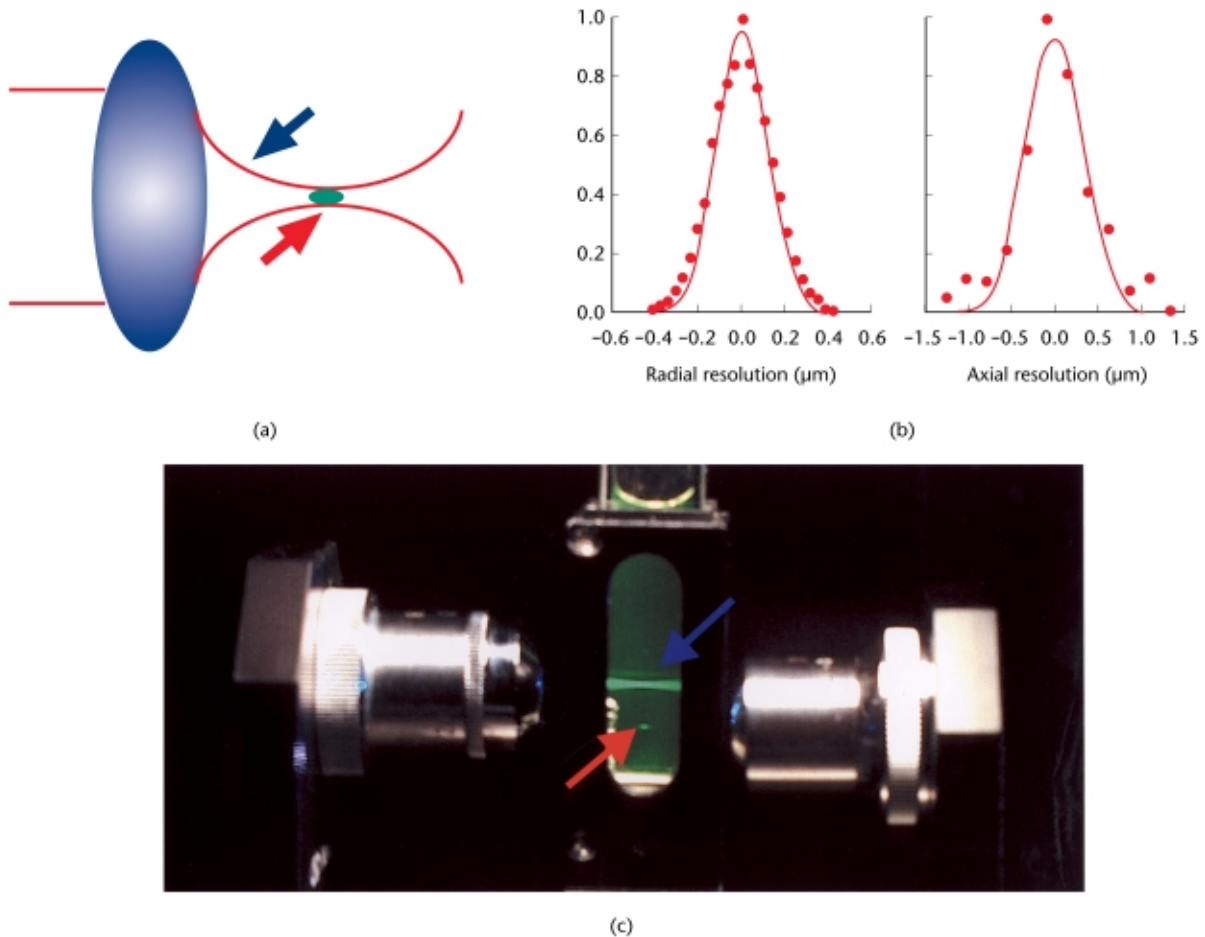 1.0
0.8
0.6
0.4
0.2
0.0
–0.6 –0.4 –0.2 0.0 0.2 0.4 0.6
Radial resolution (µm)
–1.5 –1.0 –0.5 0.0 0.5 1.0 1.5
Axial resolution (µm)
(a)
(b)
(c)